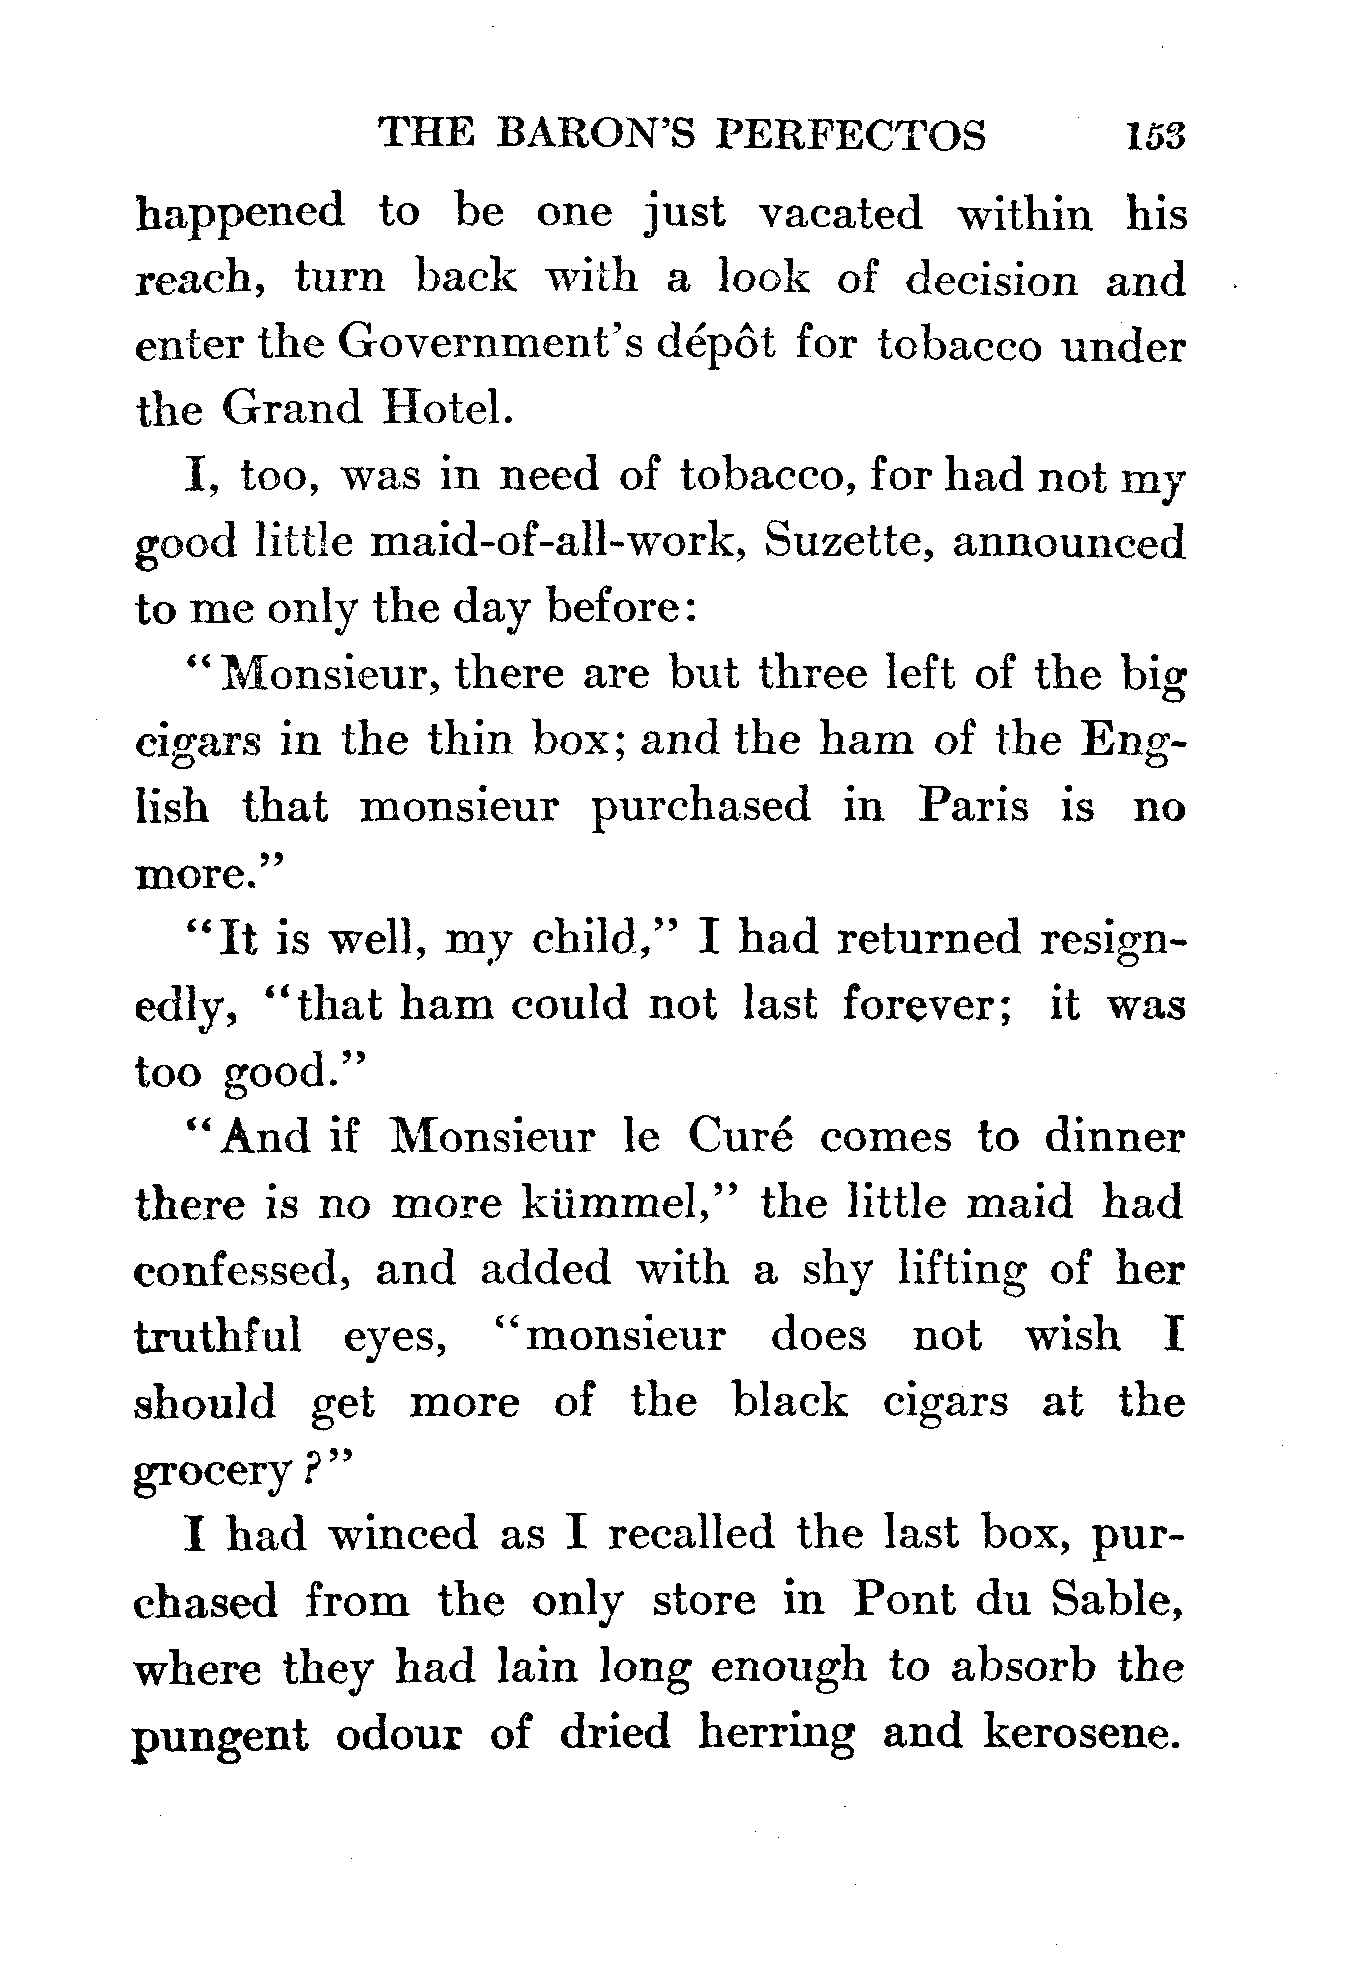 THE BARON'S PERFECTOS 153
happened to be one just vacated within his
reach, turn back with a look of decision and
enter the Government's dépôt for tobacco under
the Grand Hotel.
I, too, was in need of tobacco, for had not my
good little maid-of-all-work, Suzette, announced
to me only the day before:
"Monsieur, there are but three left of the big
cigars in the thin box; and the ham of the Eng-
lish that monsieur purchased in Paris is no
more."
"It is well, my child," I had returned resign-
edly, "that ham could not last forever; it was
too good."
"And if Monsieur le Curé comes to dinner
there is no more kümmel," the little maid had
confessed, and added with a shy lifting of her
truthful eyes, "monsieur does not wish I
should get more of the black cigars at the
grocery?"
I had winced as I recalled the last box, pur-
chased from the only store in Pont du Sable,
where they had lain long enough to absorb the
pungent odour of dried herring and kerosene.